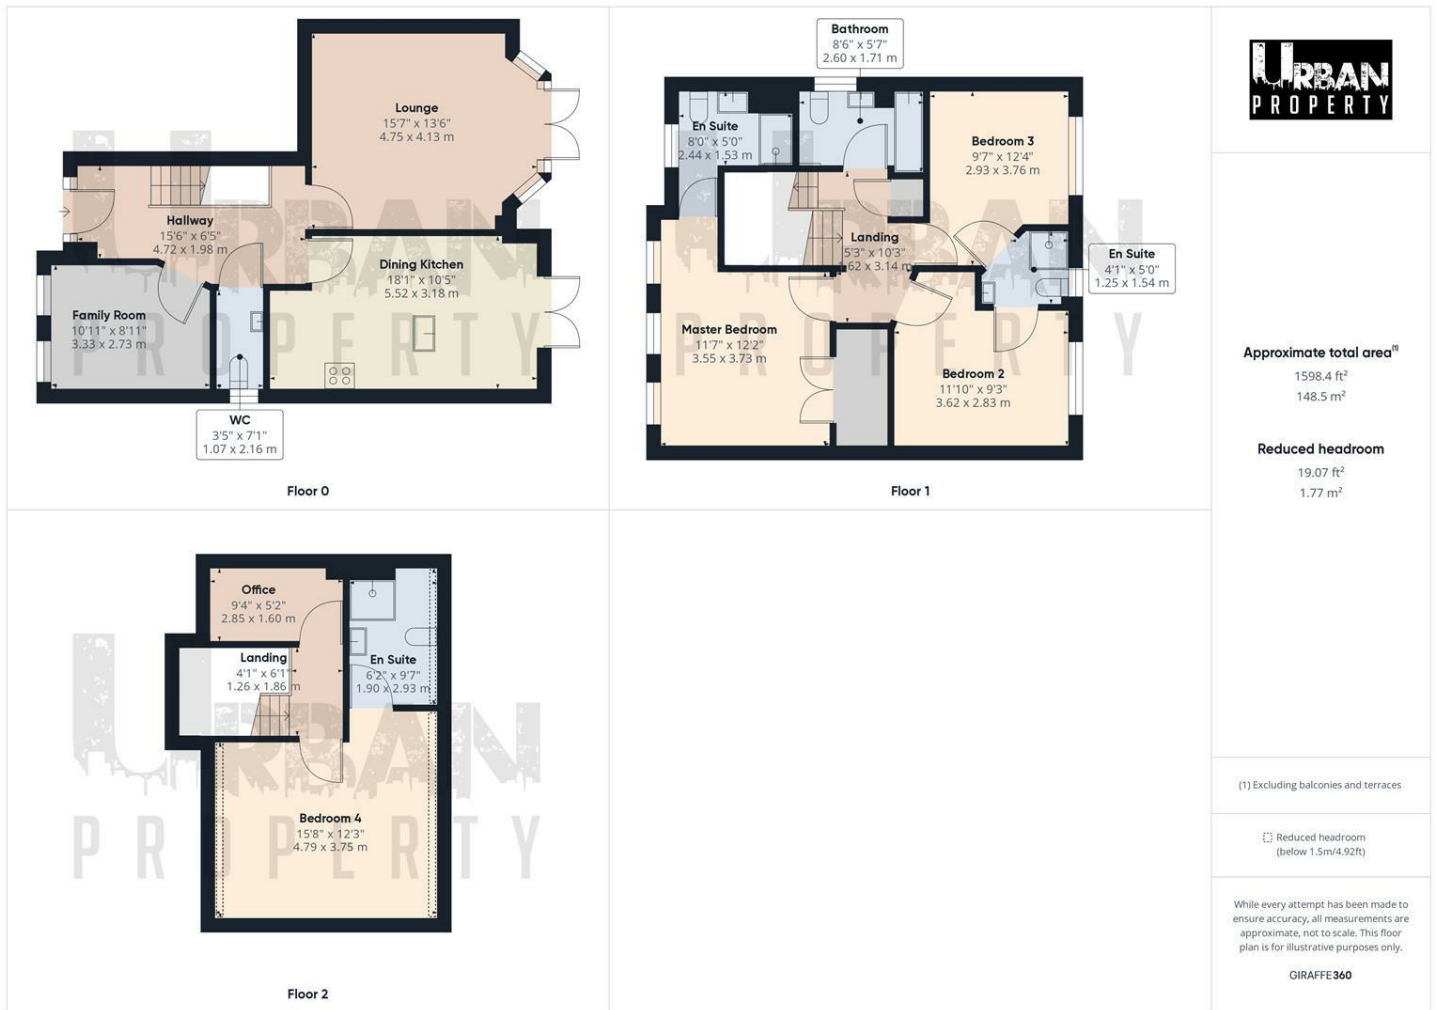 Lounge
15'7" x 13'6"
4.75 x 4.13 m
Hallway
15'6" x 6'5"
4.72 x 1.98 m
Dining Kitchen
18'1" x 10'5"
5.52 x 3.18 m
Family Room
10'11" x 8'11"
3.33 x 2.73 m
WC
3'5" x 7'1"
1.07 x 2.16 m
Floor 0
URBAN
PROPERTY
Bathroom
8'6" x 5'7"
2.60 x 1.71 m
En Suite
8'0" x 5'0"
2.44 x 1.53 m
Bedroom 3
9'7" x 12'4"
2.93 x 3.76 m
Landing
5'3" x 10'3"
1.62 x 3.14 m
En Suite
4'1" x 5'0"
1.25 x 1.54 m
Master Bedroom
11'7" x 12'2"
3.55 x 3.73 m
Bedroom 2
11'10" x 9'3"
3.62 x 2.83 m
Floor 1
URBAN
PROPERTY
Office
9'4" x 5'2"
2.85 x 1.60 m
Landing
4'1" x 6'1"
1.26 x 1.86 m
En Suite
6'2" x 9'7"
1.90 x 2.93 m
Bedroom 4
15'8" x 12'3"
4.79 x 3.75 m
Floor 2
URBAN
PROPERTY
URBAN
PROPERTY
Approximate total area(1)
1598.4 ft²
148.5 m²
Reduced headroom
19.07 ft²
1.77 m²
(1) Excluding balconies and terraces
Reduced headroom
(below 1.5m/4.92ft)
While every attempt has been made to
ensure accuracy, all measurements are
approximate, not to scale. This floor
plan is for illustrative purposes only.
GIRAFFE360